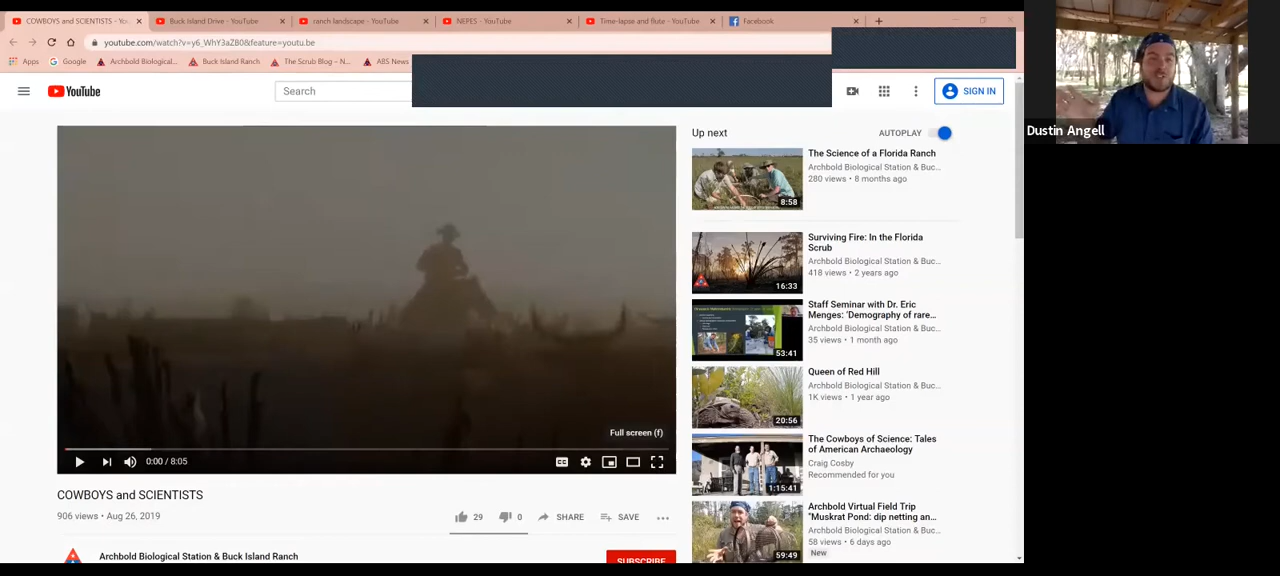 COWBOYS and SCIENTISTS - Yo
Buck Island Drive - YouTube
ranch landscape - YouTube
NEPES - YouTube
Time-lapse and flute - YouTube
Facebook
youtube.com/watch?v=y6_WhY3aZB0&feature=youtu.be
Apps
Google
Archbold Biological...
Buck Island Ranch
The Scrub Blog – N...
ABS News
YouTube
Search
SIGN IN
Dustin Angell
Up next
AUTOPLAY
The Science of a Florida Ranch
Archbold Biological Station & Buc...
280 views • 8 months ago
8:58
Surviving Fire: In the Florida
Scrub
Archbold Biological Station & Buc...
418 views • 2 years ago
16:33
Staff Seminar with Dr. Eric
Menges: ‘Demography of rare...
Archbold Biological Station & Buc...
35 views • 1 month ago
53:41
Queen of Red Hill
Archbold Biological Station & Buc...
1K views • 1 year ago
20:56
The Cowboys of Science: Tales
of American Archaeology
Craig Cosby
Recommended for you
1:15:41
Archbold Virtual Field Trip
"Muskrat Pond: dip netting an...
Archbold Biological Station & Buc...
58 views • 6 days ago
New
59:49
Full screen (f)
0:00 / 8:05
COWBOYS and SCIENTISTS
906 views • Aug 26, 2019
29
0
SHARE
SAVE
Archbold Biological Station & Buck Island Ranch
SUBSCRIBE